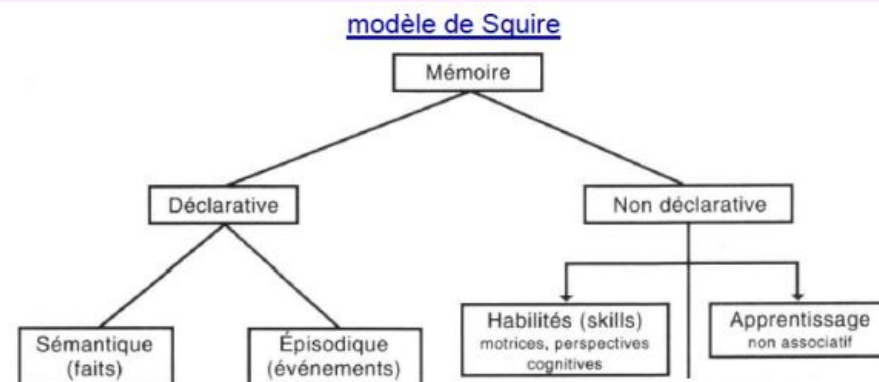 modèle de Squire
Mémoire
Déclarative
Non déclarative
Sémantique
(faits)
Épisodique
(événements)
Habilités (skills)
motrices, perspectives
cognitives
Apprentissage
non associatif